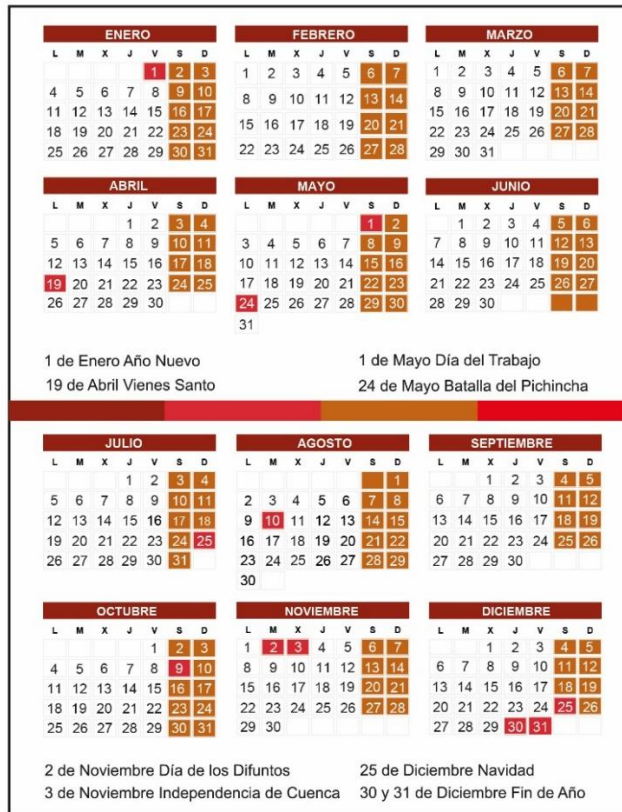 ENERO
L M X J V S D
1 2 3
4 5 6 7 8 9 10
11 12 13 14 15 16 17
18 19 20 21 22 23 24
25 26 27 28 29 30 31
FEBRERO
L M X J V S D
1 2 3 4 5 6 7
8 9 10 11 12 13 14
15 16 17 18 19 20 21
22 23 24 25 26 27 28
MARZO
L M X J V S D
1 2 3 4 5 6 7
8 9 10 11 12 13 14
15 16 17 18 19 20 21
22 23 24 25 26 27 28
29 30 31
ABRIL
L M X J V S D
1 2 3 4
5 6 7 8 9 10 11
12 13 14 15 16 17 18
19 20 21 22 23 24 25
26 27 28 29 30
MAYO
L M X J V S D
1 2
3 4 5 6 7 8 9
10 11 12 13 14 15 16
17 18 19 20 21 22 23
24 25 26 27 28 29 30
31
JUNIO
L M X J V S D
1 2 3 4 5 6
7 8 9 10 11 12 13
14 15 16 17 18 19 20
21 22 23 24 25 26 27
28 29 30
1 de Enero Año Nuevo
19 de Abril Vienes Santo
1 de Mayo Día del Trabajo
24 de Mayo Batalla del Pichincha
JULIO
L M X J V S D
1 2 3 4
5 6 7 8 9 10 11
12 13 14 15 16 17 18
19 20 21 22 23 24 25
26 27 28 29 30 31
AGOSTO
L M X J V S D
1
2 3 4 5 6 7 8
9 10 11 12 13 14 15
16 17 18 19 20 21 22
23 24 25 26 27 28 29
30
SEPTIEMBRE
L M X J V S D
1 2 3 4 5
6 7 8 9 10 11 12
13 14 15 16 17 18 19
20 21 22 23 24 25 26
27 28 29 30
OCTUBRE
L M X J V S D
1 2 3
4 5 6 7 8 9 10
11 12 13 14 15 16 17
18 19 20 21 22 23 24
25 26 27 28 29 30 31
NOVIEMBRE
L M X J V S D
1 2 3 4 5 6 7
8 9 10 11 12 13 14
15 16 17 18 19 20 21
22 23 24 25 26 27 28
29 30
DICIEMBRE
L M X J V S D
1 2 3 4 5
6 7 8 9 10 11 12
13 14 15 16 17 18 19
20 21 22 23 24 25 26
27 28 29 30 31
2 de Noviembre Día de los Difuntos
3 de Noviembre Independencia de Cuenca
25 de Diciembre Navidad
30 y 31 de Diciembre Fin de Año